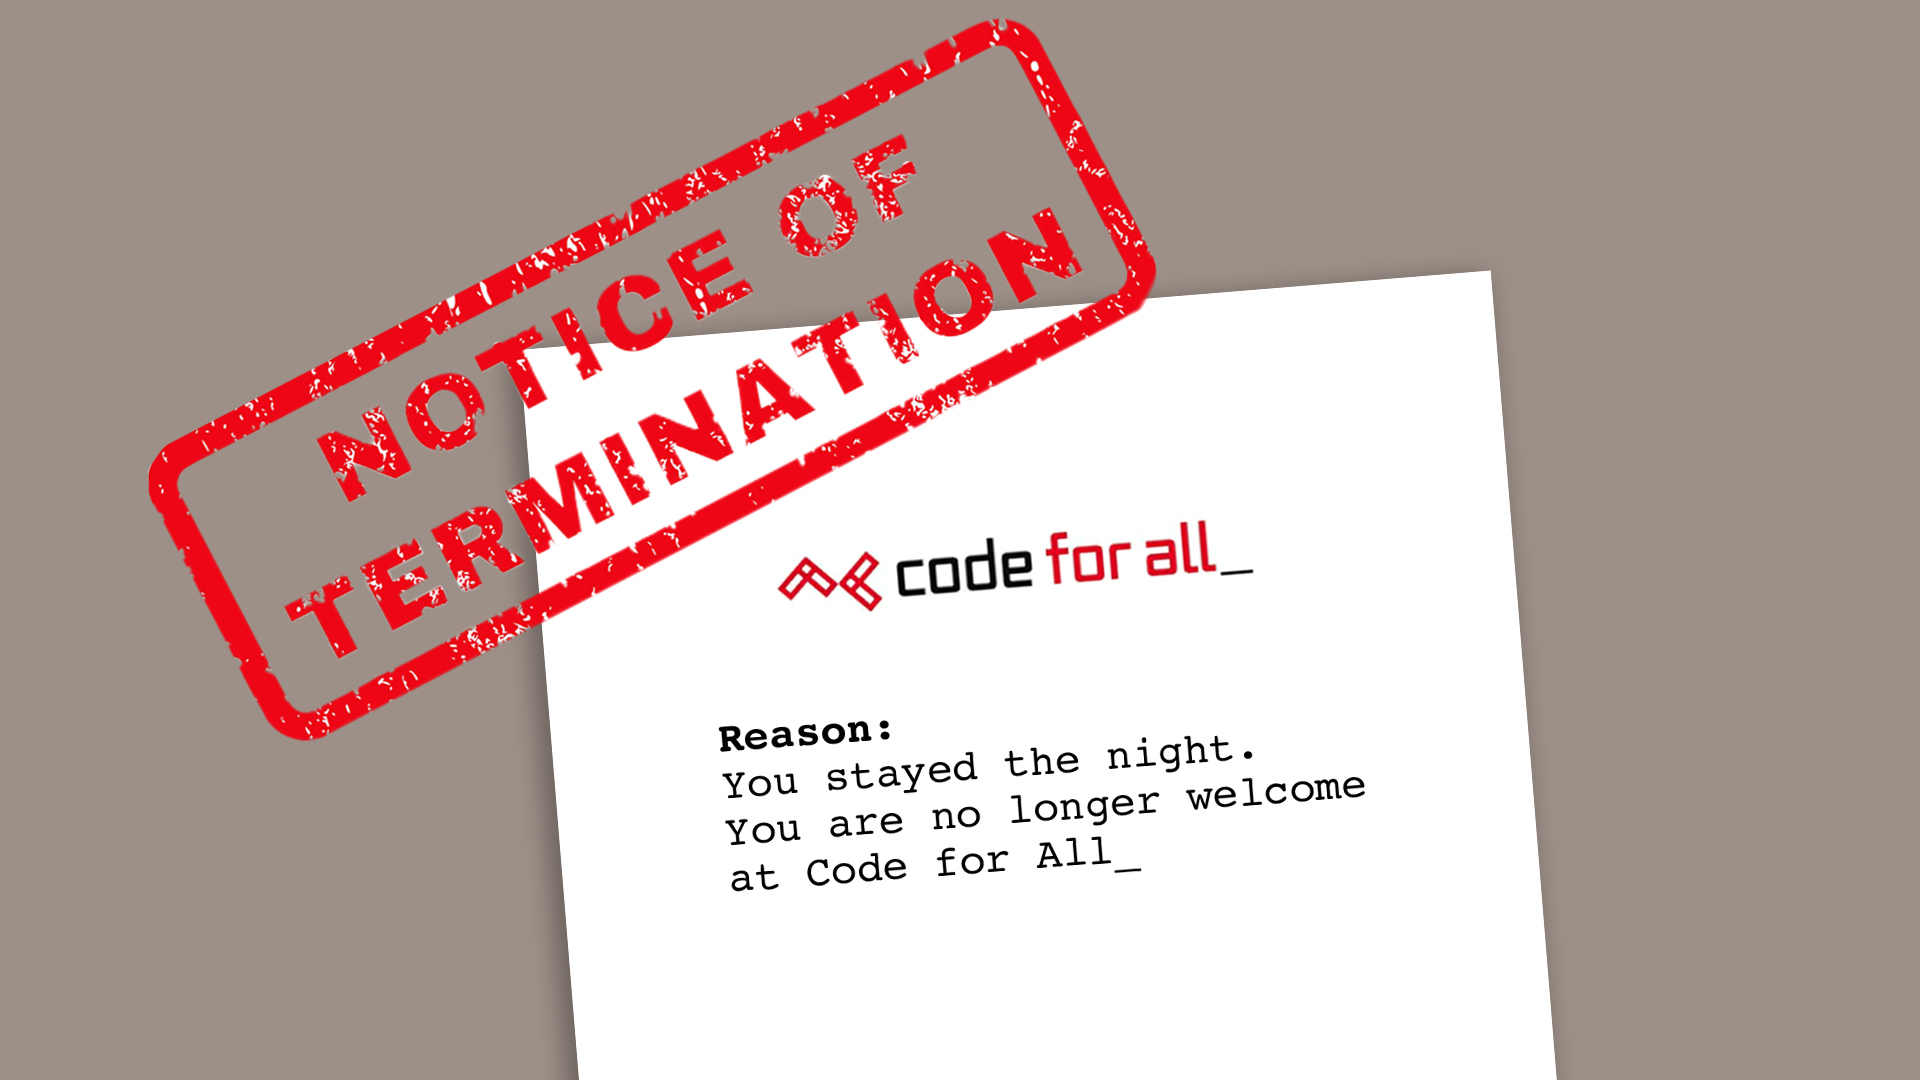 NOTICE OF
TERMINATION
code for all_
Reason:
You stayed the night.
You are no longer welcome
at Code for All_